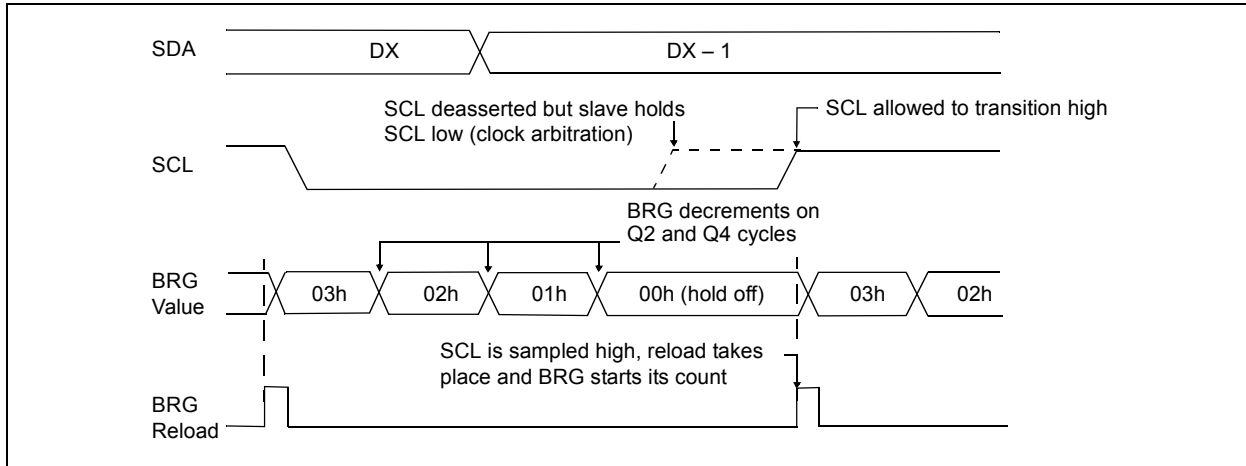 SDA
DX
DX – 1
SCL deasserted but slave holds
SCL low (clock arbitration)
SCL allowed to transition high
SCL
BRG decrements on
Q2 and Q4 cycles
BRG
Value
03h
02h
01h
00h (hold off)
03h
02h
SCL is sampled high, reload takes
place and BRG starts its count
BRG
Reload